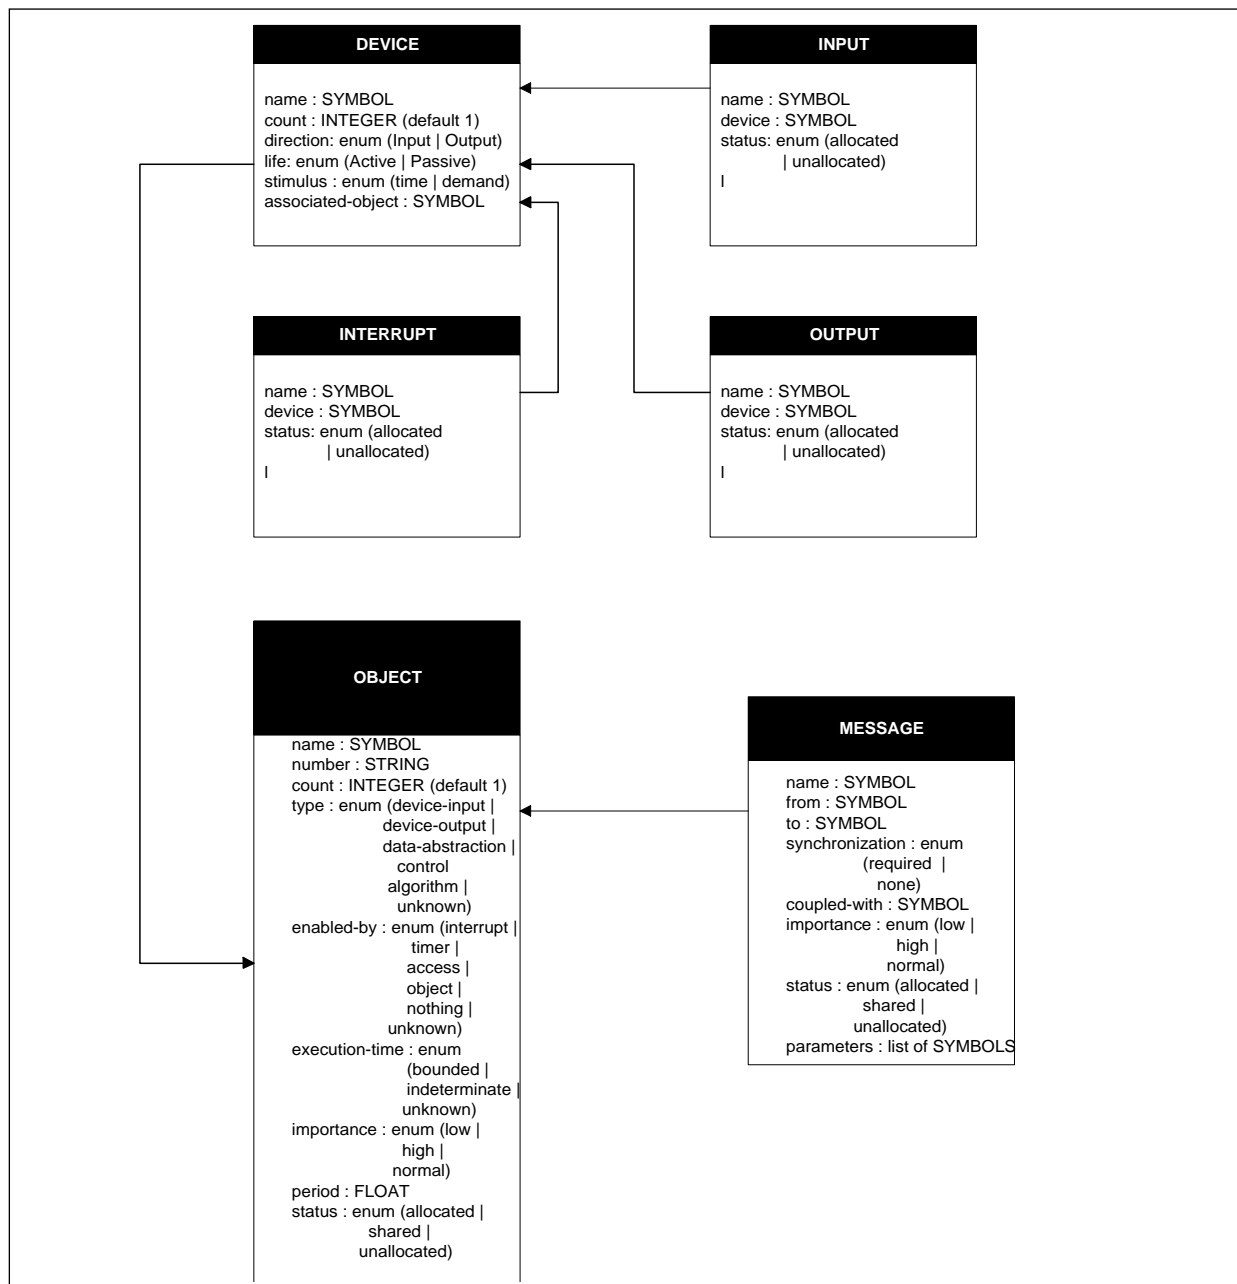 DEVICE
name : SYMBOL
count : INTEGER (default 1)
direction: enum (Input | Output)
life: enum (Active | Passive)
stimulus : enum (time | demand)
associated-object : SYMBOL
INPUT
name : SYMBOL
device : SYMBOL
status: enum (allocated
| unallocated)
l
INTERRUPT
name : SYMBOL
device : SYMBOL
status: enum (allocated
| unallocated)
l
OUTPUT
name : SYMBOL
device : SYMBOL
status: enum (allocated
| unallocated)
l
OBJECT
name : SYMBOL
number : STRING
count : INTEGER (default 1)
type : enum (device-input |
device-output |
data-abstraction |
control
algorithm |
unknown)
enabled-by : enum (interrupt |
timer |
access |
object |
nothing |
unknown)
execution-time : enum
(bounded |
indeterminate |
unknown)
importance : enum (low |
high |
normal)
period : FLOAT
status : enum (allocated |
shared |
unallocated)
MESSAGE
name : SYMBOL
from : SYMBOL
to : SYMBOL
synchronization : enum
(required |
none)
coupled-with : SYMBOL
importance : enum (low |
high |
normal)
status : enum (allocated |
shared |
unallocated)
parameters : list of SYMBOLS